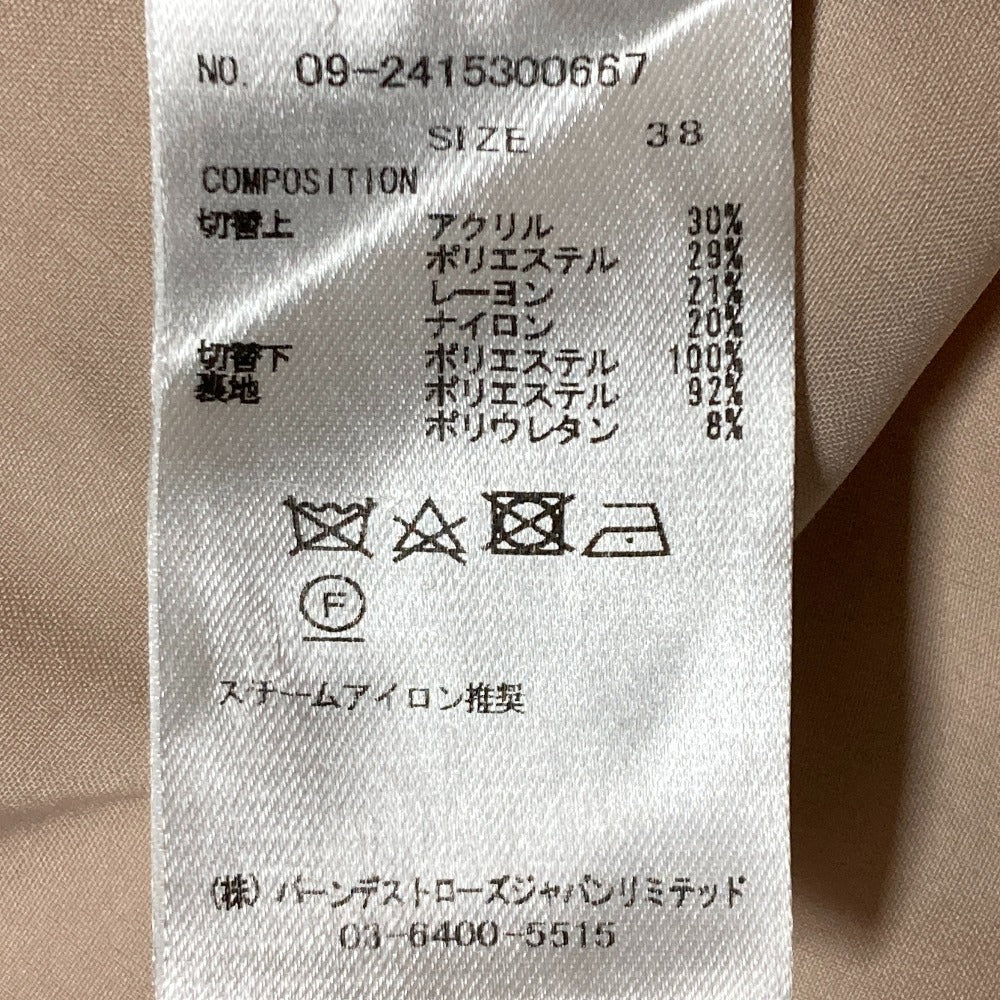 NO. 09-2415300667
SIZE 38
COMPOSITION
切替上 アクリル 30%
ポリエステル 29%
レーヨン 21%
ナイロン 20%
切替下 ポリエステル 100%
裏地 ポリエステル 92%
ポリウレタン 8%
F
スチームアイロン推奨
(株)バーンデストローズジャパンリミテッド
03-6400-5515